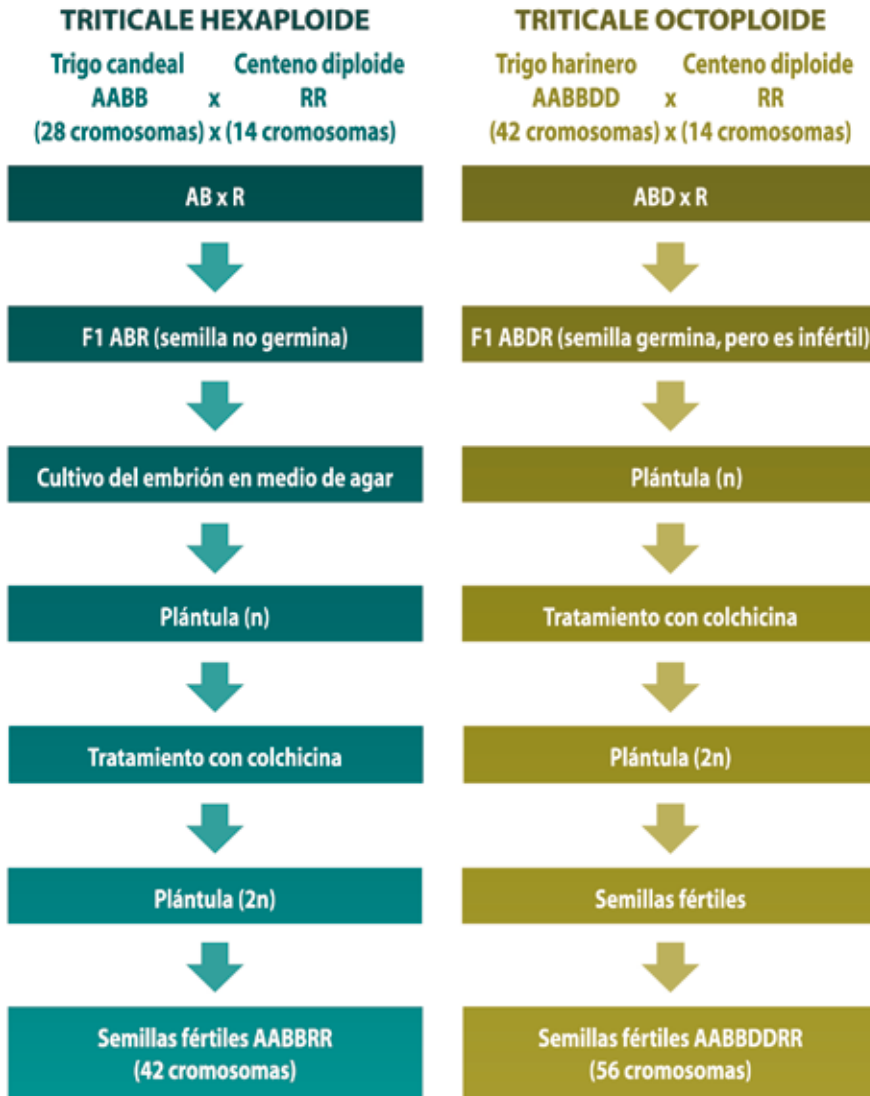 TRITICALE HEXAPLOIDE
Trigo candeal Centeno diploide
AABB x RR
(28 cromosomas) x (14 cromosomas)
AB x R
F1 ABR (semilla no germina)
Cultivo del embrión en medio de agar
Plántula (n)
Tratamiento con colchicina
Plántula (2n)
Semillas fértiles AABBRR
(42 cromosomas)
TRITICALE OCTOPLOIDE
Trigo harinero Centeno diploide
AABBDD x RR
(42 cromosomas) x (14 cromosomas)
ABD x R
F1 ABDR (semilla germina, pero es infértil)
Plántula (n)
Tratamiento con colchicina
Plántula (2n)
Semillas fértiles
Semillas fértiles AABBDDRR
(56 cromosomas)